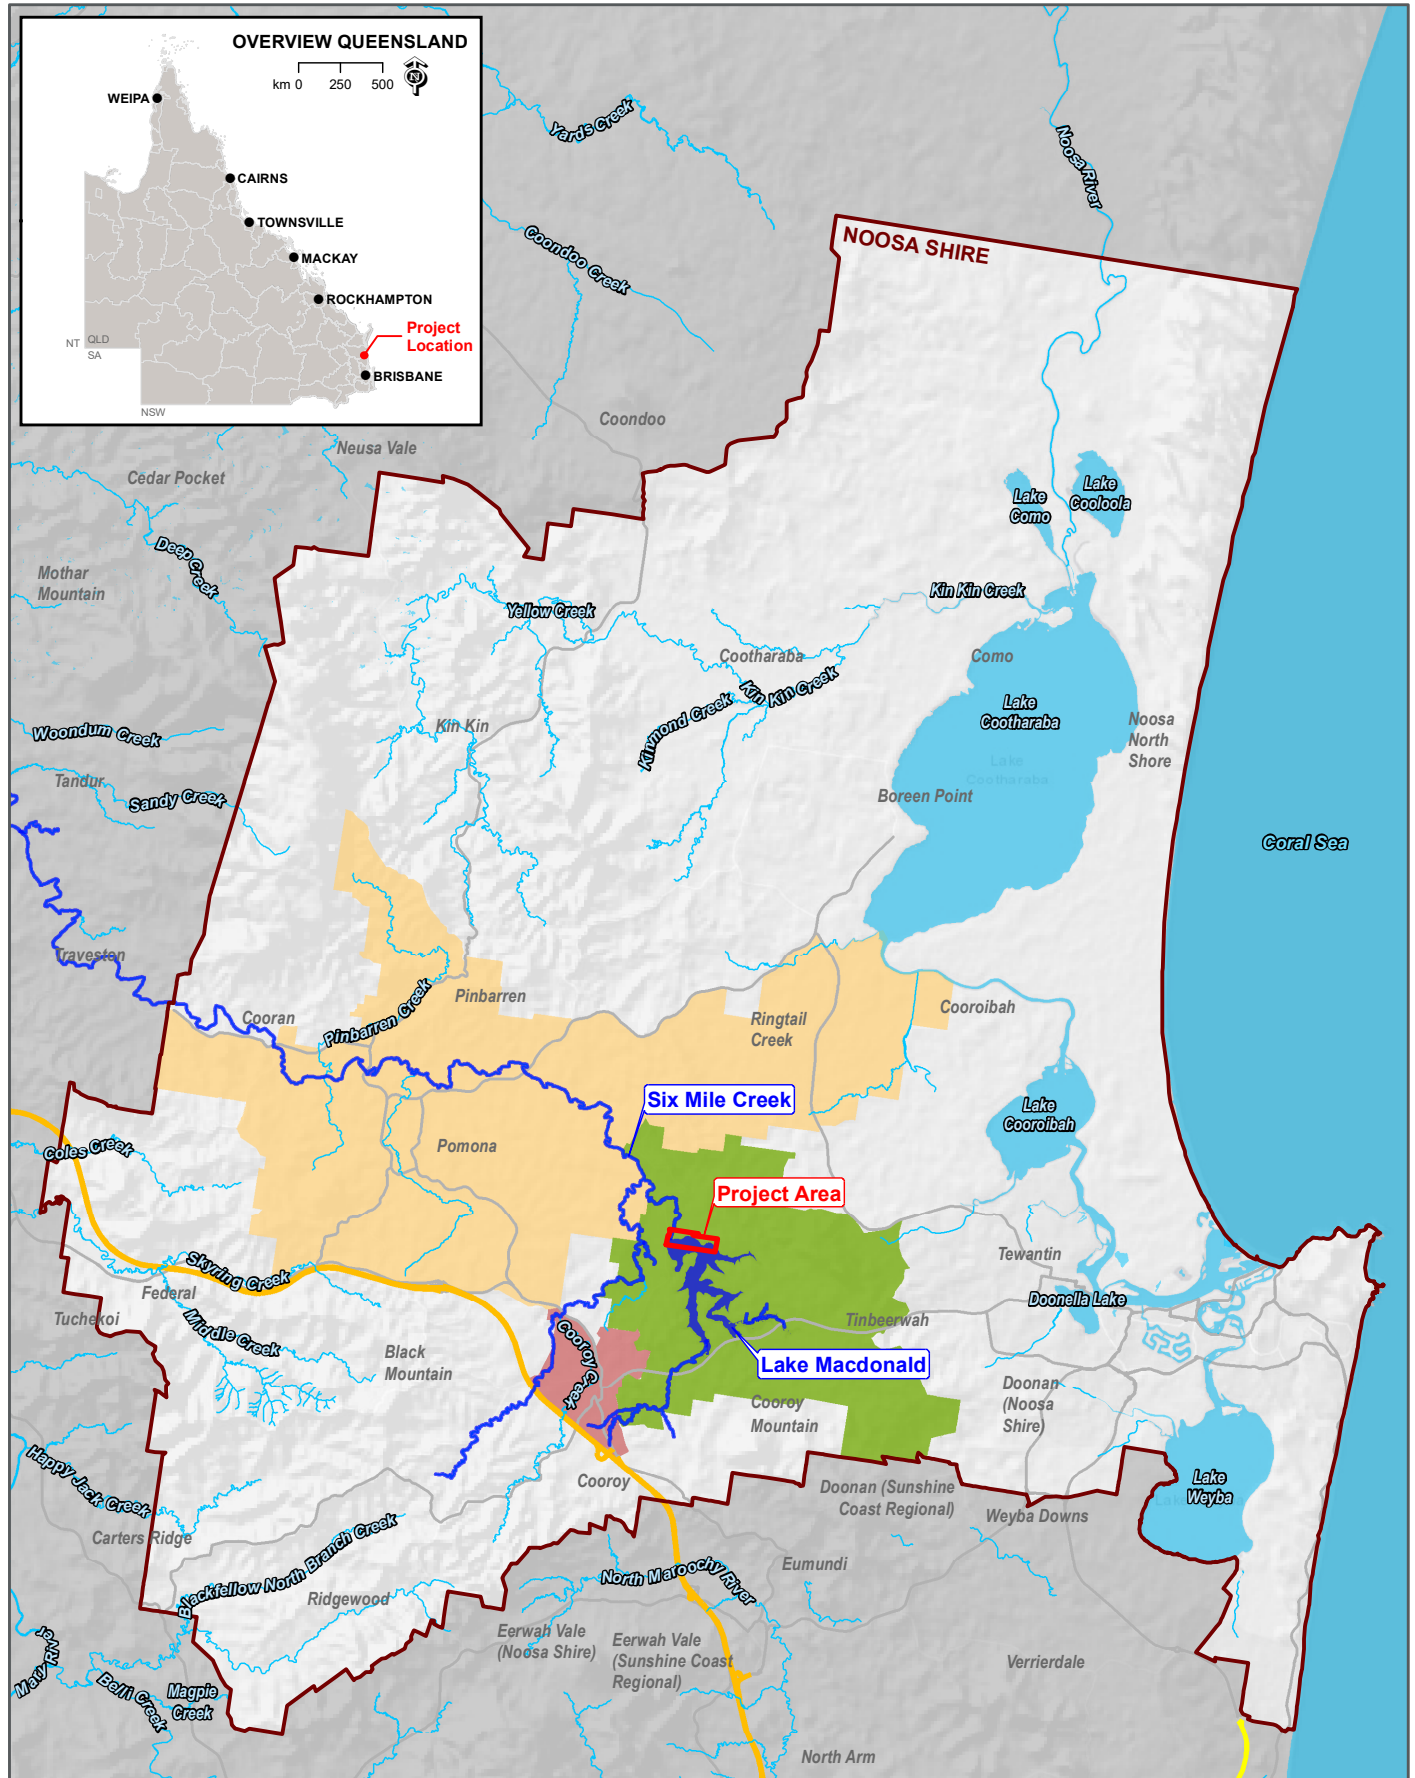 OVERVIEW QUEENSLAND
km 0 250 500
N
WEIPA
CAIRNS
TOWNSVILLE
MACKAY
ROCKHAMPTON
Project
Location
BRISBANE
NT
QLD
SA
NSW
Yards Creek
Noosa River
Coondoo Creek
NOOSA SHIRE
Coondoo
Neusa Vale
Cedar Pocket
Lake
Como
Lake
Cooloola
Deep Creek
Mothar
Mountain
Kin Kin Creek
Yellow Creek
Cootharaba
Como
Kin Kin Creek
Kinmond Creek
Lake
Cootharaba
Lake
Cootharaba
Noosa
North
Shore
Kin Kin
Woondum Creek
Tandur
Sandy Creek
Boreen Point
Coral Sea
Traveston
Pinbarren
Cooran
Pinbarren Creek
Ringtail
Creek
Cooroibah
Six Mile Creek
Lake
Cooroibah
Pomona
Coles Creek
Project Area
Tewantin
Skyring Creek
Federal
Doonella Lake
Tuchekoi
Middle Creek
Tinbeerwah
Cooroy Creek
Black
Mountain
Lake Macdonald
Doonan
(Noosa
Shire)
Cooroy
Mountain
Happy Jack Creek
Cooroy
Doonan (Sunshine
Coast Regional)
Lake
Weyba
Weyba Downs
Carters Ridge
Blackfellow North Branch Creek
Eumundi
North Maroochy River
Ridgewood
Eerwah Vale
(Noosa Shire)
Eerwah Vale
(Sunshine Coast
Regional)
Mary River
Verrierdale
Belli Creek
Magpie
Creek
North Arm